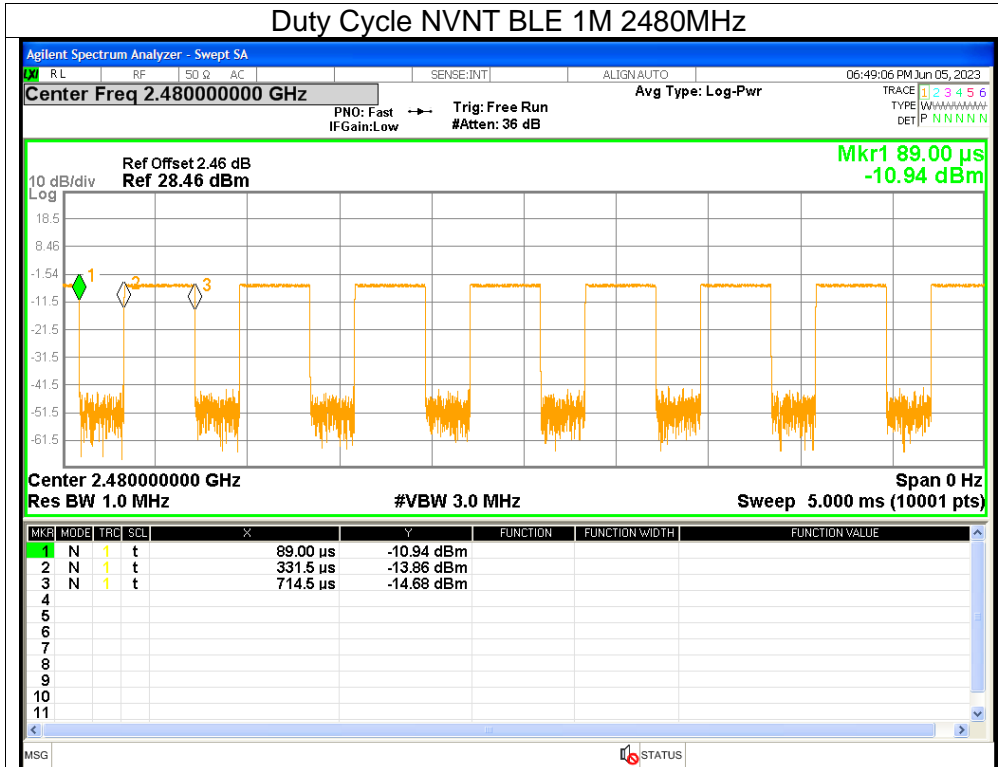 Duty Cycle NVNT BLE 1M 2480MHz
Agilent Spectrum Analyzer - Swept SA
LXI RL RF 50 Ω AC SENSE:INT ALIGN AUTO 06:49:06 PM Jun 05, 2023
Center Freq 2.480000000 GHz Avg Type: Log-Pwr TRACE 1 2 3 4 5 6
PNO: Fast Trig: Free Run TYPE WWWWWW
IFGain:Low #Atten: 36 dB DET P N N N N N
Mkr1 89.00 µs
Ref Offset 2.46 dB
10 dB/div Ref 28.46 dBm -10.94 dBm
Log
18.5
8.46
-1.54
1 2 3
-11.5
-21.5
-31.5
-41.5
-51.5
-61.5
Center 2.480000000 GHz Span 0 Hz
Res BW 1.0 MHz #VBW 3.0 MHz Sweep 5.000 ms (10001 pts)
MKR MODE TRC SCL X Y FUNCTION FUNCTION WIDTH FUNCTION VALUE
1 N 1 t 89.00 µs -10.94 dBm
2 N 1 t 331.5 µs -13.86 dBm
3 N 1 t 714.5 µs -14.68 dBm
4
5
6
7
8
9
10
11
MSG STATUS